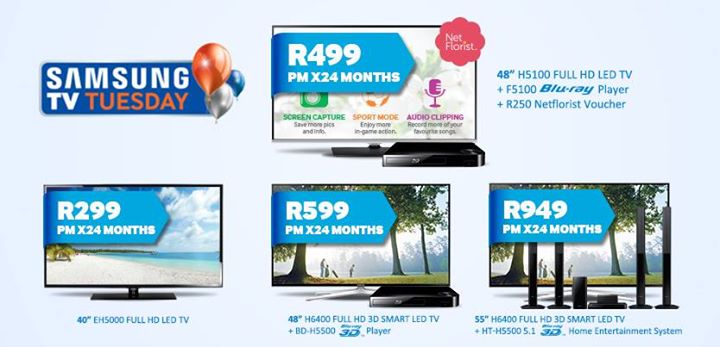 SAMSUNG
TV TUESDAY
R499
PM X24 MONTHS
Net
Florist
SCREEN CAPTURE
Save more pics
and info.
SPORT MODE
Enjoy more
in-game action.
AUDIO CLIPPING
Record more of your
favourite songs.
48" H5100 FULL HD LED TV
+ F5100 Blu-ray Player
+ R250 Netflorist Voucher
R299
PM X24 MONTHS
40" EH5000 FULL HD LED TV
R599
PM X24 MONTHS
48" H6400 FULL HD 3D SMART LED TV
+ BD-H5500 Blu-ray 3D Player
R949
PM X24 MONTHS
55" H6400 FULL HD 3D SMART LED TV
+ HT-H5500 5.1 Blu-ray 3D Home Entertainment System